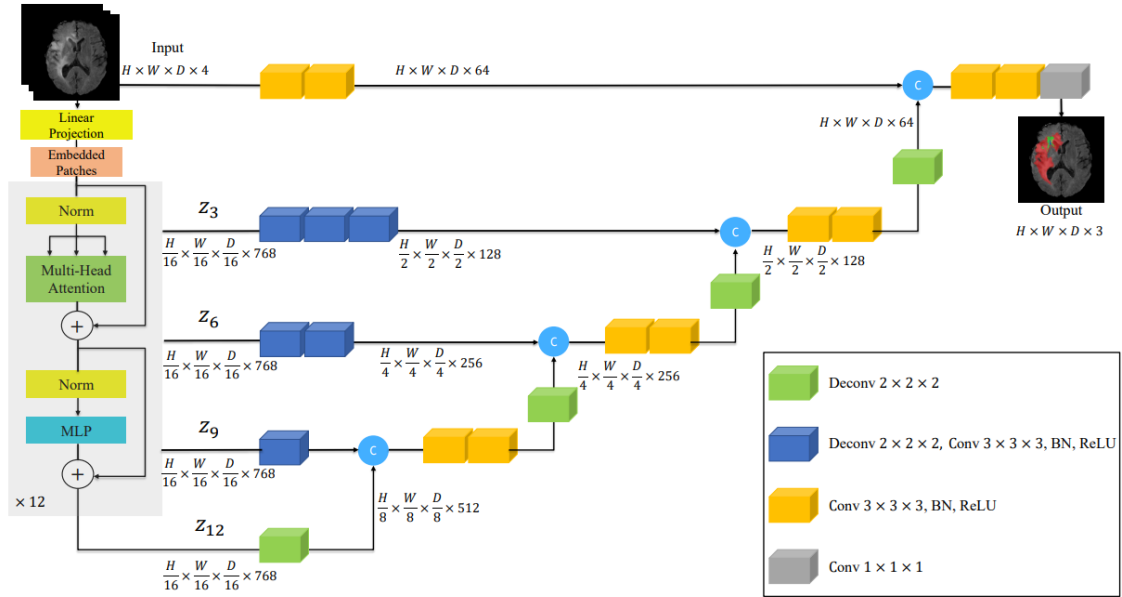 Input
H × W × D × 4
H × W × D × 64
C
H × W × D × 64
Linear
Projection
Embedded
Patches
Norm
Multi-Head
Attention
+
Norm
MLP
+
× 12
z3
H/16 × W/16 × D/16 × 768
H/2 × W/2 × D/2 × 128
C
H/2 × W/2 × D/2 × 128
Output
H × W × D × 3
z6
H/16 × W/16 × D/16 × 768
H/4 × W/4 × D/4 × 256
C
H/4 × W/4 × D/4 × 256
z9
H/16 × W/16 × D/16 × 768
C
H/8 × W/8 × D/8 × 512
z12
H/16 × W/16 × D/16 × 768
Deconv 2 × 2 × 2
Deconv 2 × 2 × 2, Conv 3 × 3 × 3, BN, ReLU
Conv 3 × 3 × 3, BN, ReLU
Conv 1 × 1 × 1